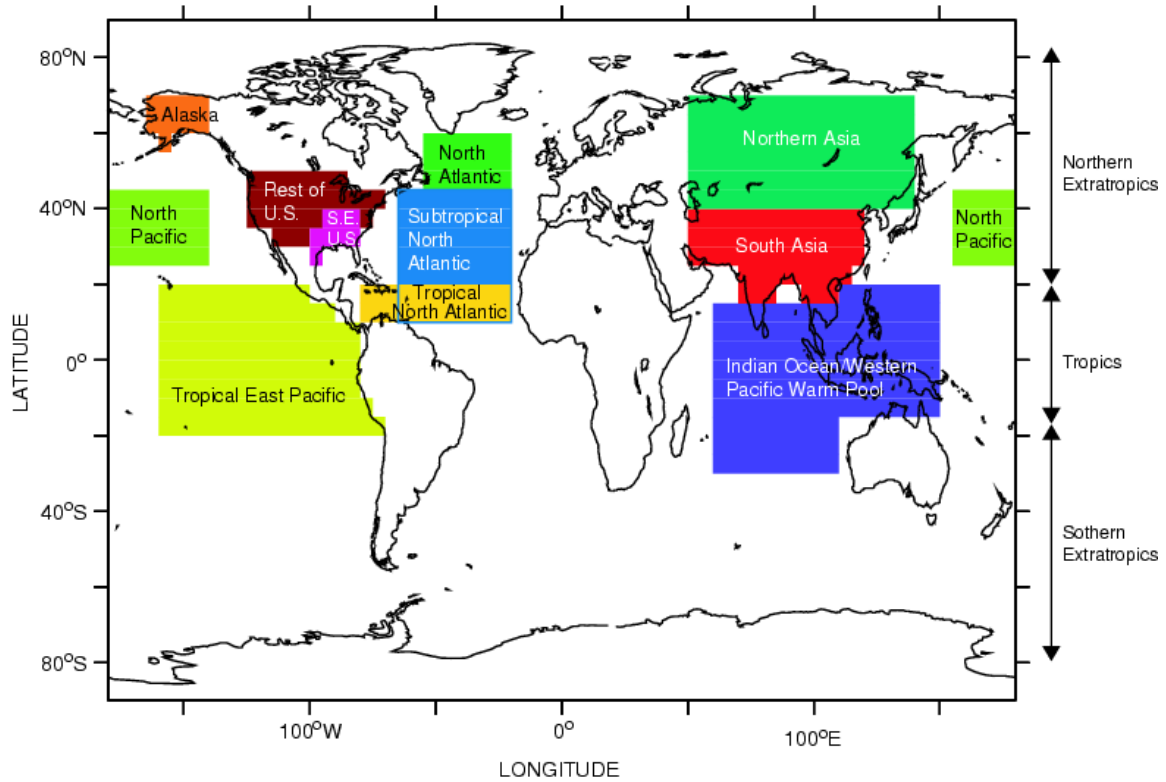 80°N
40°N
0°
40°S
80°S
LATITUDE
100°W
0°
100°E
LONGITUDE
Alaska
North
Pacific
Rest of
U.S.
S.E.
U.S
North
Atlantic
Subtropical
North
Atlantic
Tropical
North Atlantic
Tropical East Pacific
Northern Asia
South Asia
Indian Ocean/Western
Pacific Warm Pool
North
Pacific
Northern
Extratropics
Tropics
Sothern
Extratropics